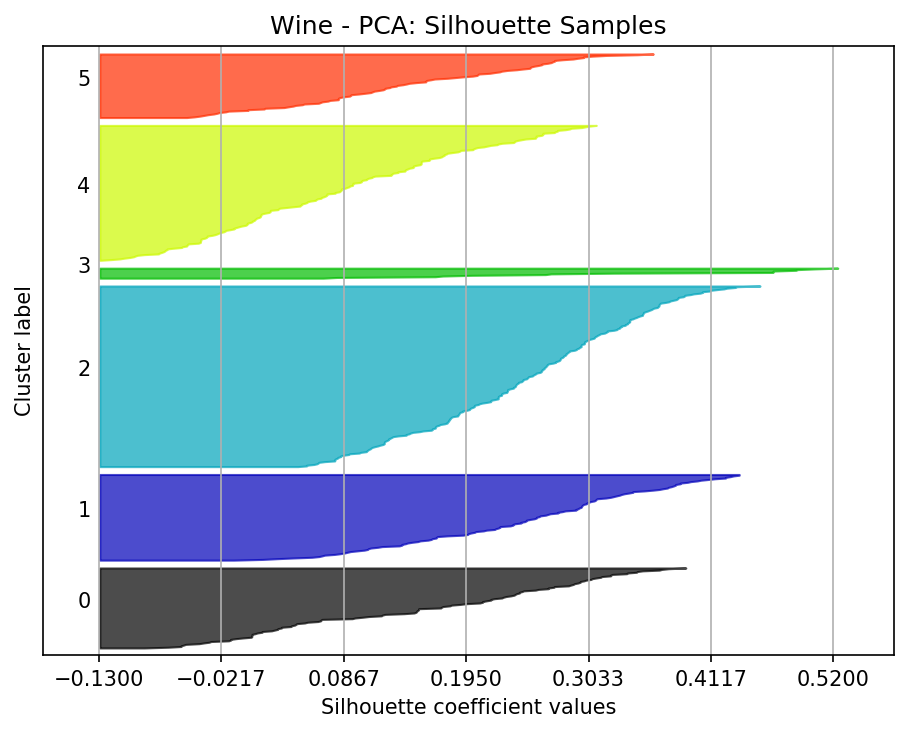 Wine - PCA: Silhouette Samples
5
4
3
2
1
0
Cluster label
−0.1300 −0.0217 0.0867 0.1950 0.3033 0.4117 0.5200
Silhouette coefficient values